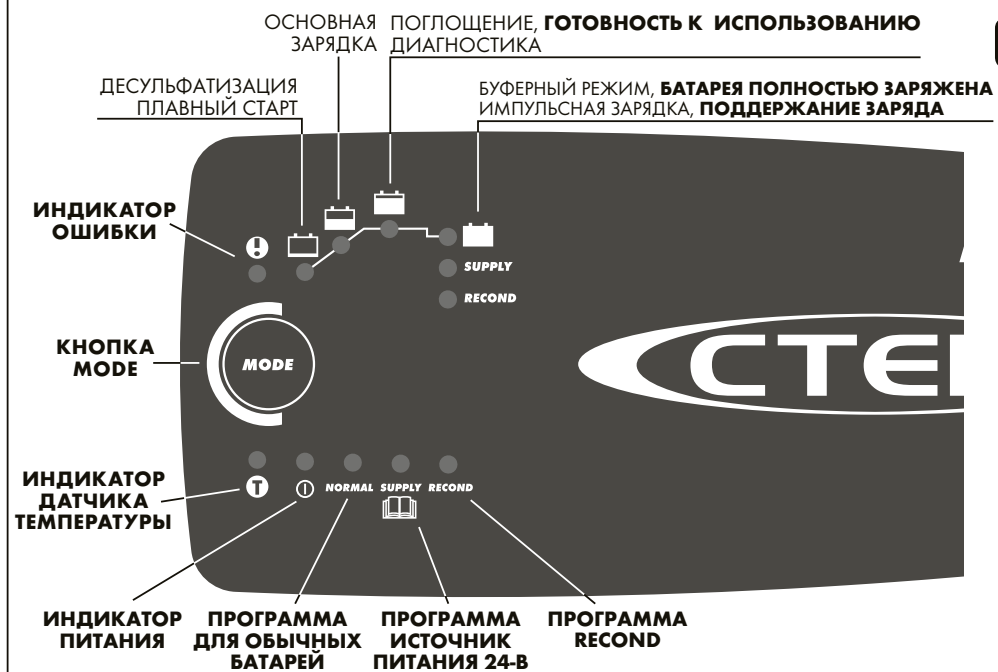 ОСНОВНАЯ
ЗАРЯДКА
ПОГЛОЩЕНИЕ, ГОТОВНОСТЬ К ИСПОЛЬЗОВАНИЮ
ДИАГНОСТИКА
ДЕСУЛЬФАТИЗАЦИЯ
ПЛАВНЫЙ СТАРТ
БУФЕРНЫЙ РЕЖИМ, БАТАРЕЯ ПОЛНОСТЬЮ ЗАРЯЖЕНА
ИМПУЛЬСНАЯ ЗАРЯДКА, ПОДДЕРЖАНИЕ ЗАРЯДА
ИНДИКАТОР
ОШИБКИ
SUPPLY
RECOND
КНОПКА
MODE
MODE
CTE
ИНДИКАТОР
ДАТЧИКА
ТЕМПЕРАТУРЫ
T
NORMAL SUPPLY RECOND
ИНДИКАТОР
ПИТАНИЯ
ПРОГРАММА
ДЛЯ ОБЫЧНЫХ
БАТАРЕЙ
ПРОГРАММА
ИСТОЧНИК
ПИТАНИЯ 24-В
ПРОГРАММА
RECOND